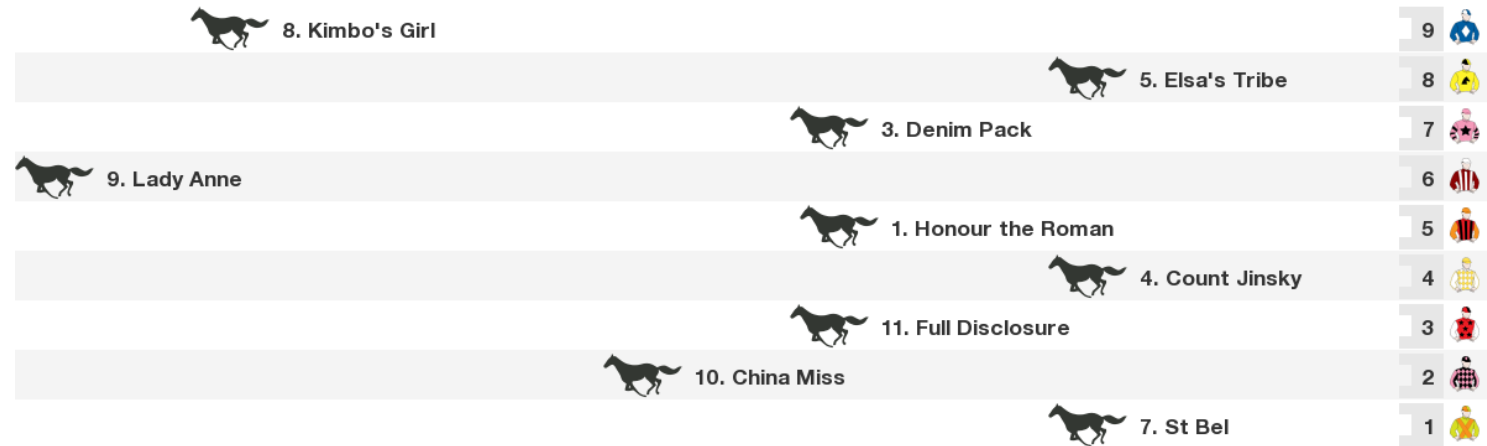 8. Kimbo's Girl 9
5. Elsa's Tribe 8
3. Denim Pack 7
9. Lady Anne 6
1. Honour the Roman 5
4. Count Jinsky 4
11. Full Disclosure 3
10. China Miss 2
7. St Bel 1